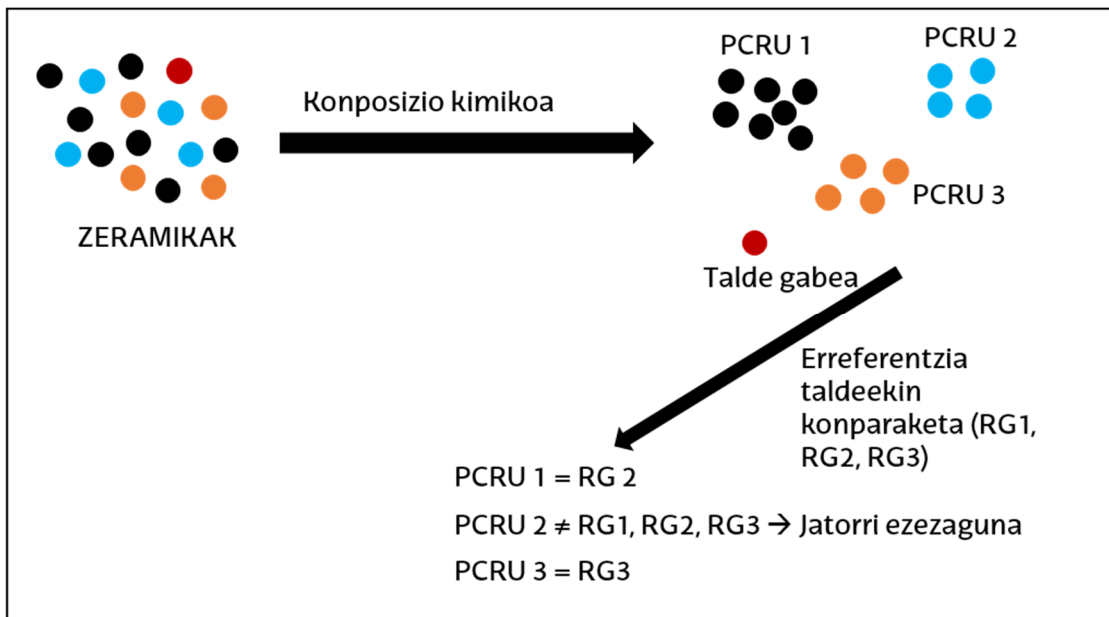 PCRU 1
PCRU 2
Konposizio kimikoa
PCRU 3
ZERAMIKAK
Talde gabea
Erreferentzia
taldeekin
konparaketa (RG1,
RG2, RG3)
PCRU 1 = RG 2
PCRU 2 ≠ RG1, RG2, RG3 → Jatorri ezezaguna
PCRU 3 = RG3